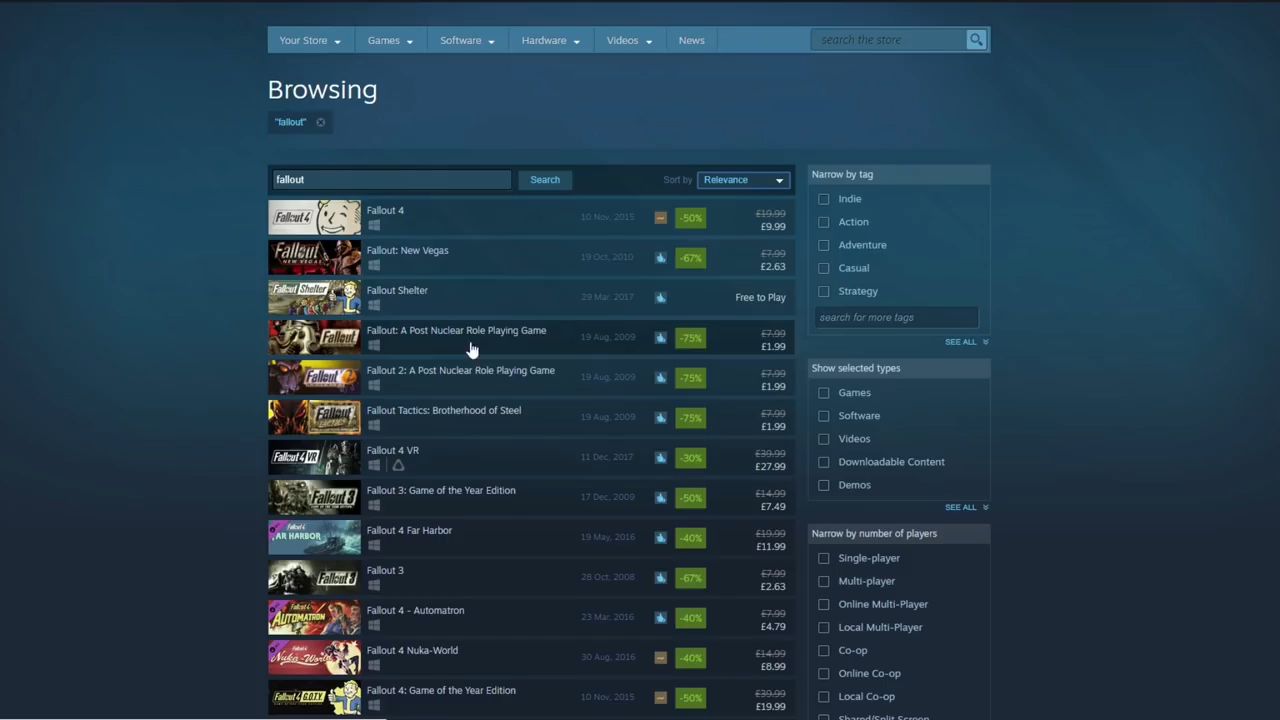 Your Store Games Software Hardware Videos News search the store
Browsing
"fallout"
fallout Search Sort by Relevance
Fallout 4 10 Nov, 2015 -50% £19.99 £9.99
Fallout: New Vegas 19 Oct, 2010 -67% £7.99 £2.63
Fallout Shelter 29 Mar, 2017 Free to Play
Fallout: A Post Nuclear Role Playing Game 19 Aug, 2009 -75% £7.99 £1.99
Fallout 2: A Post Nuclear Role Playing Game 19 Aug, 2009 -75% £7.99 £1.99
Fallout Tactics: Brotherhood of Steel 19 Aug, 2009 -75% £7.99 £1.99
Fallout 4 VR 11 Dec, 2017 -30% £39.99 £27.99
Fallout 3: Game of the Year Edition 17 Dec, 2009 -50% £14.99 £7.49
Fallout 4 Far Harbor 19 May, 2016 -40% £19.99 £11.99
Fallout 3 28 Oct, 2008 -67% £7.99 £2.63
Fallout 4 - Automatron 23 Mar, 2016 -40% £7.99 £4.79
Fallout 4 Nuka-World 30 Aug, 2016 -40% £14.99 £8.99
Fallout 4: Game of the Year Edition 10 Nov, 2015 -50% £39.99 £19.99
Narrow by tag
Indie
Action
Adventure
Casual
Strategy
search for more tags
SEE ALL
Show selected types
Games
Software
Videos
Downloadable Content
Demos
SEE ALL
Narrow by number of players
Single-player
Multi-player
Online Multi-Player
Local Multi-Player
Co-op
Online Co-op
Local Co-op
Shared/Split Screen